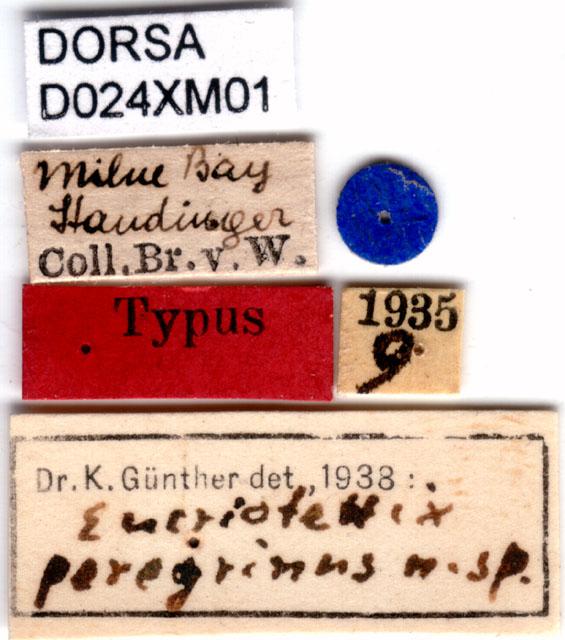 DORSA
D024XM01
Milne Bay
Staudinger
Coll. Br. v. W.
Typus
1935
9
Dr. K. Günther det., 1938 :
Eucriotettix
peregrinus n. sp.